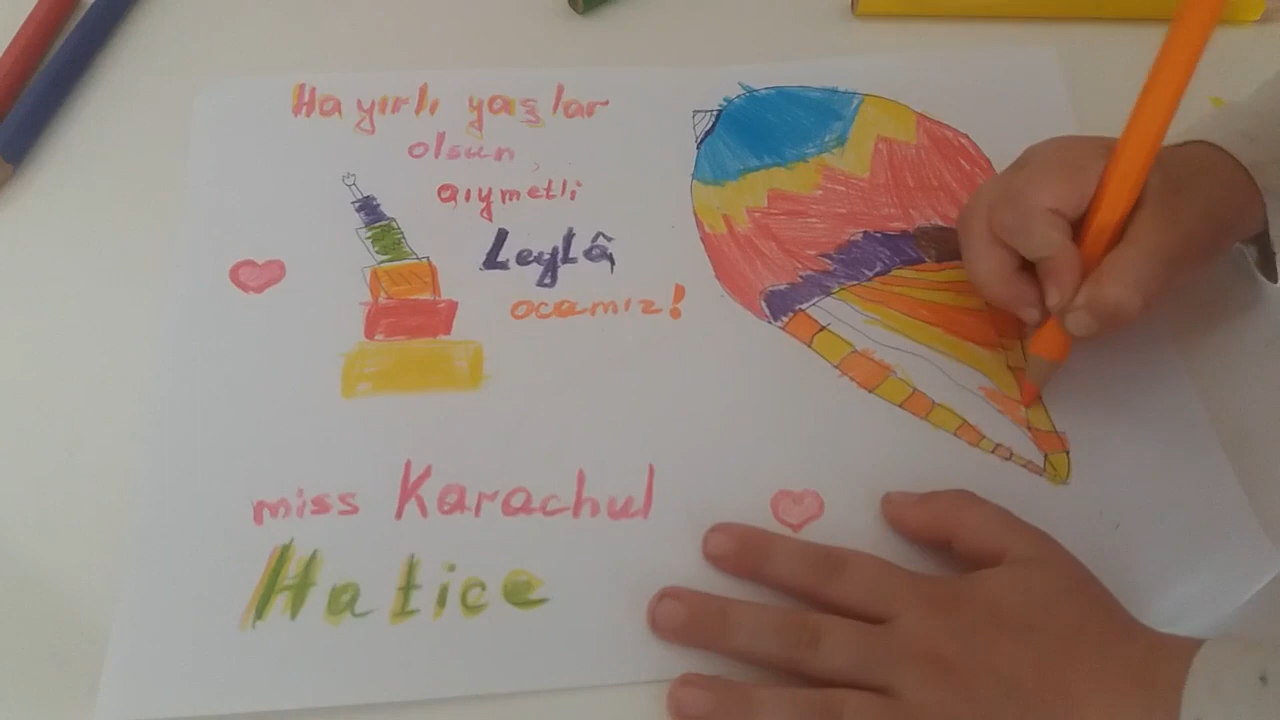 Hayırlı yaşlar
olsun
qıymetli
Leylâ
ocamız!
miss Karachul
Hatice